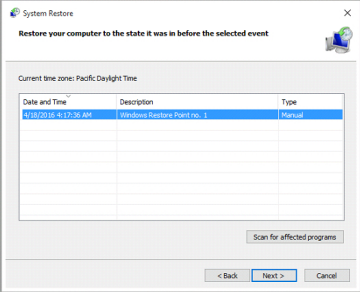 System Restore
Restore your computer to the state it was in before the selected event
Current time zone: Pacific Daylight Time
Date and Time Description Type
4/18/2016 4:17:36 AM Windows Restore Point no. 1 Manual
Scan for affected programs
< Back Next > Cancel